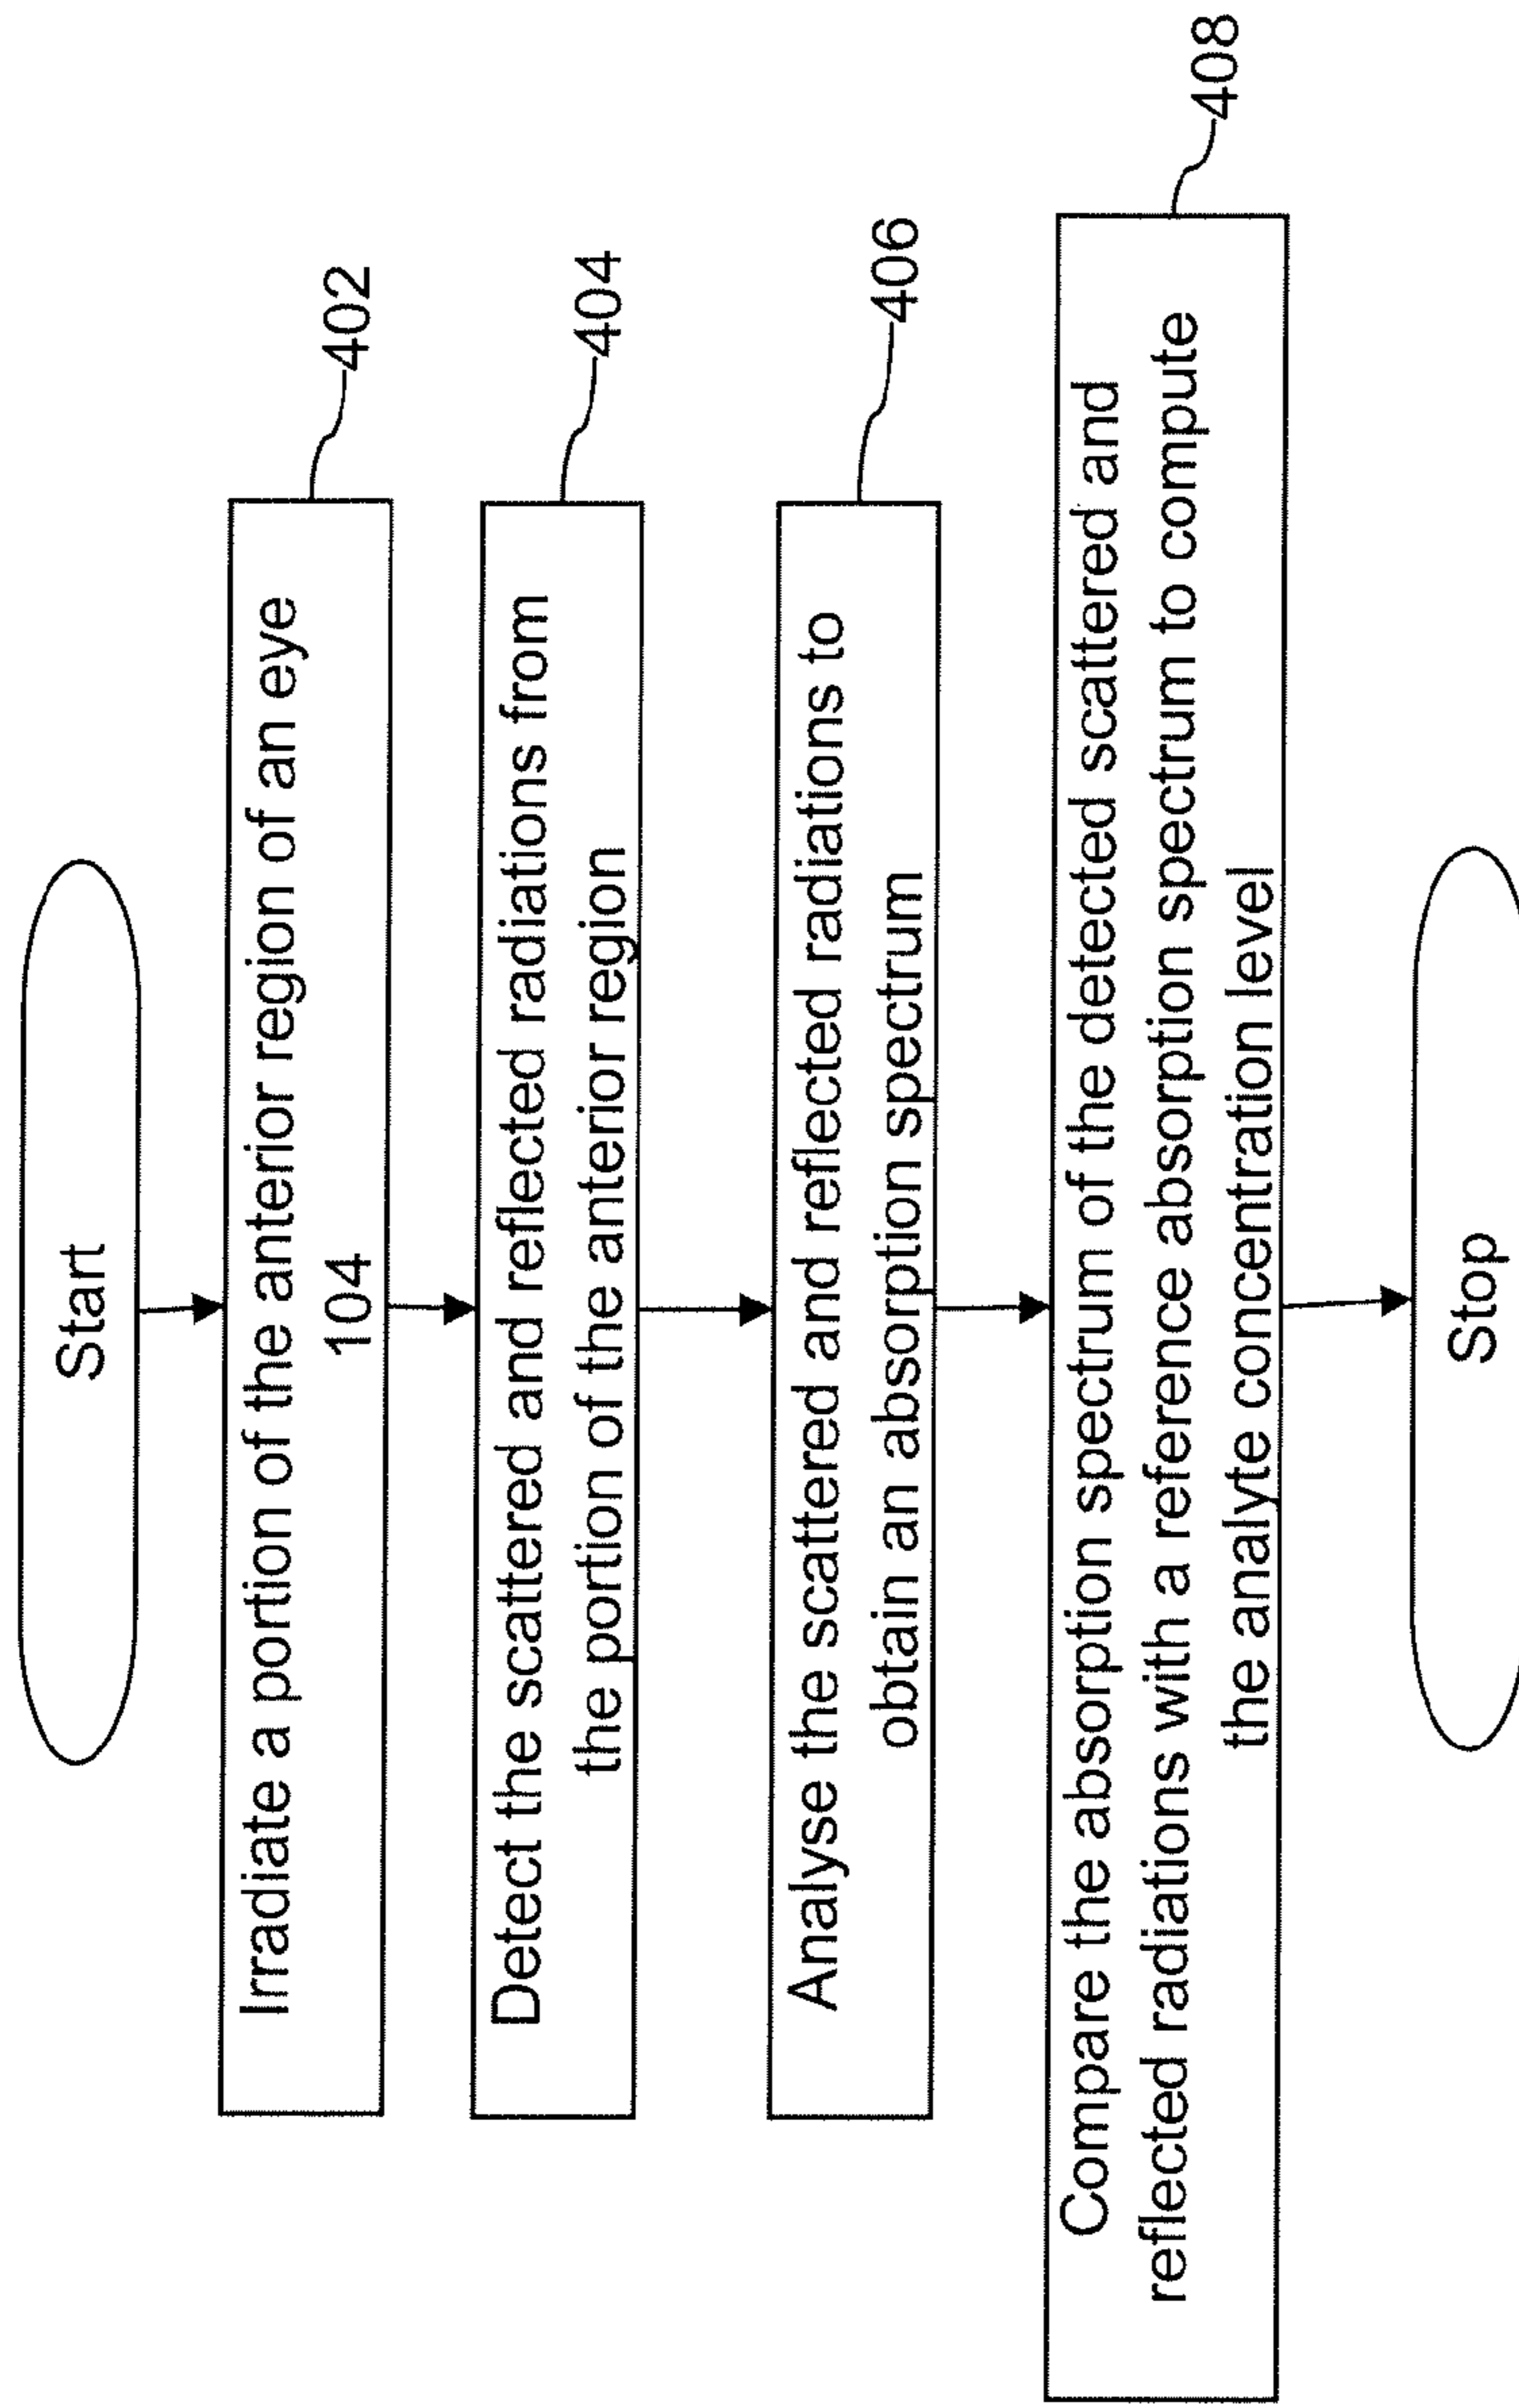 Start
Irradiate a portion of the anterior region of an eye
104
402
Detect the scattered and reflected radiations from
the portion of the anterior region
404
Analyse the scattered and reflected radiations to
obtain an absorption spectrum
406
Compare the absorption spectrum of the detected scattered and
reflected radiations with a reference absorption spectrum to compute
the analyte concentration level
408
Stop